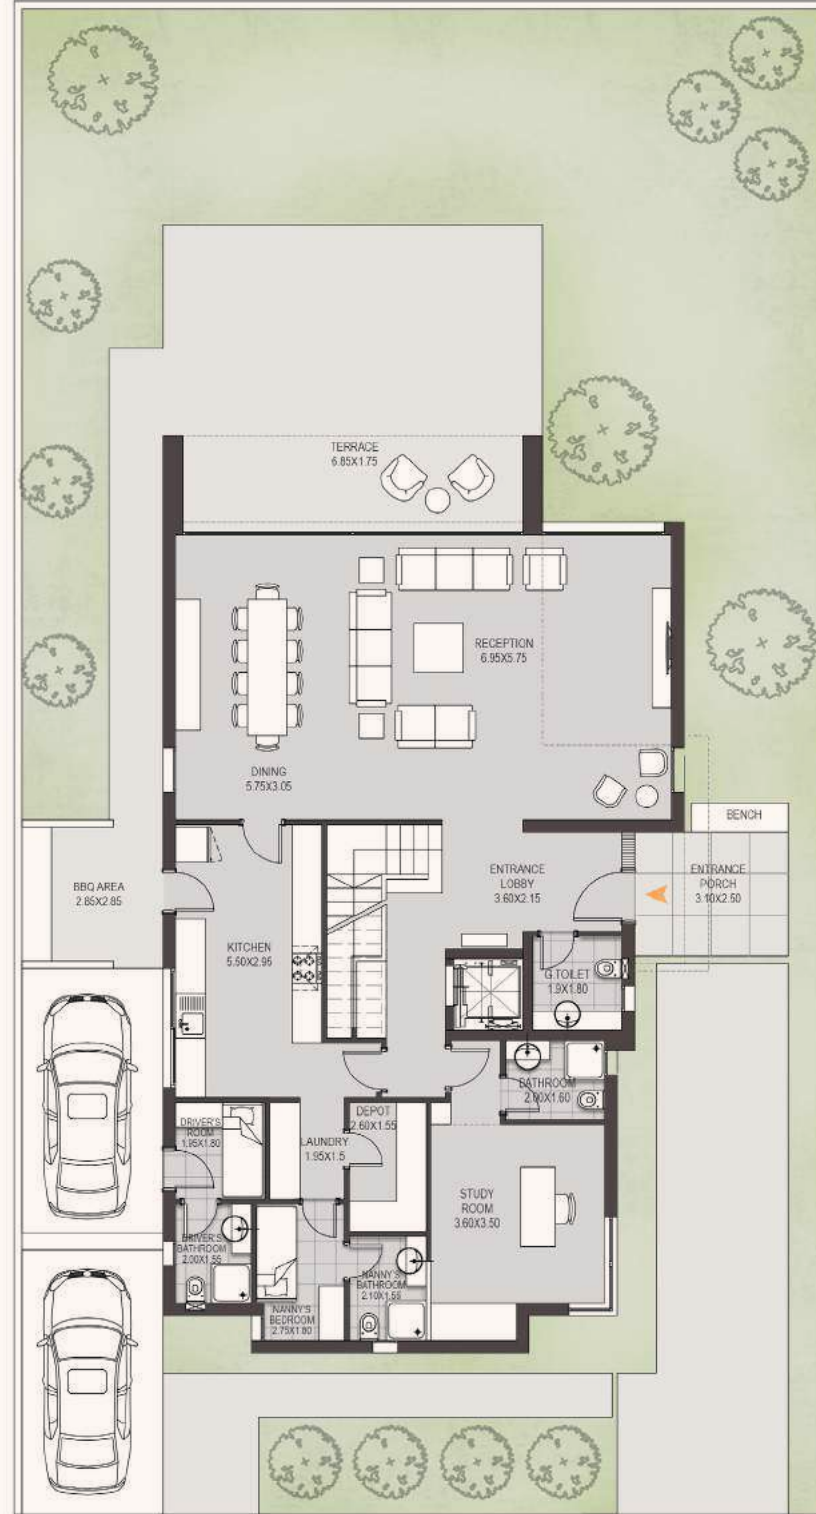 TERRACE
6.85X1.75
RECEPTION
6.95X5.75
DINING
5.75X3.05
BENCH
BBQ AREA
2.85X2.85
ENTRANCE
LOBBY
3.60X2.15
ENTRANCE
PORCH
3.10X2.50
KITCHEN
5.50X2.95
G.TOILET
1.9X1.80
BATHROOM
2.00X1.60
DRIVER'S
ROOM
1.95X1.80
DEPOT
2.60X1.55
LAUNDRY
1.95X1.5
STUDY
ROOM
3.60X3.50
DRIVER'S
BATHROOM
2.00X1.55
NANNY'S
BATHROOM
2.10X1.55
NANNY'S
BEDROOM
2.75X1.80